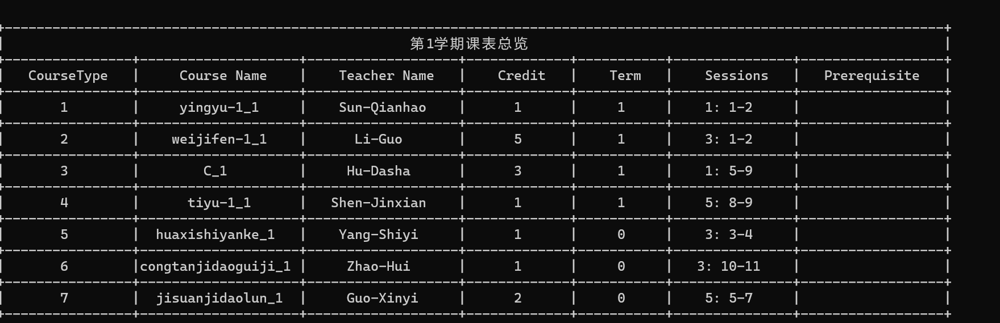 第1学期课表总览
CourseType | Course Name | Teacher Name | Credit | Term | Sessions | Prerequisite
1 | yingyu-1_1 | Sun-Qianhao | 1 | 1 | 1: 1-2 | |
2 | weijifen-1_1 | Li-Guo | 5 | 1 | 3: 1-2 | |
3 | C_1 | Hu-Dasha | 3 | 1 | 1: 5-9 | |
4 | tiyu-1_1 | Shen-Jinxian | 1 | 1 | 5: 8-9 | |
5 | huaxishiyanke_1 | Yang-Shiyi | 1 | 0 | 3: 3-4 | |
6 |congtanjidaoguiji_1 | Zhao-Hui | 1 | 0 | 3: 10-11 | |
7 | jisuanjidaolun_1 | Guo-Xinyi | 2 | 0 | 5: 5-7 | |